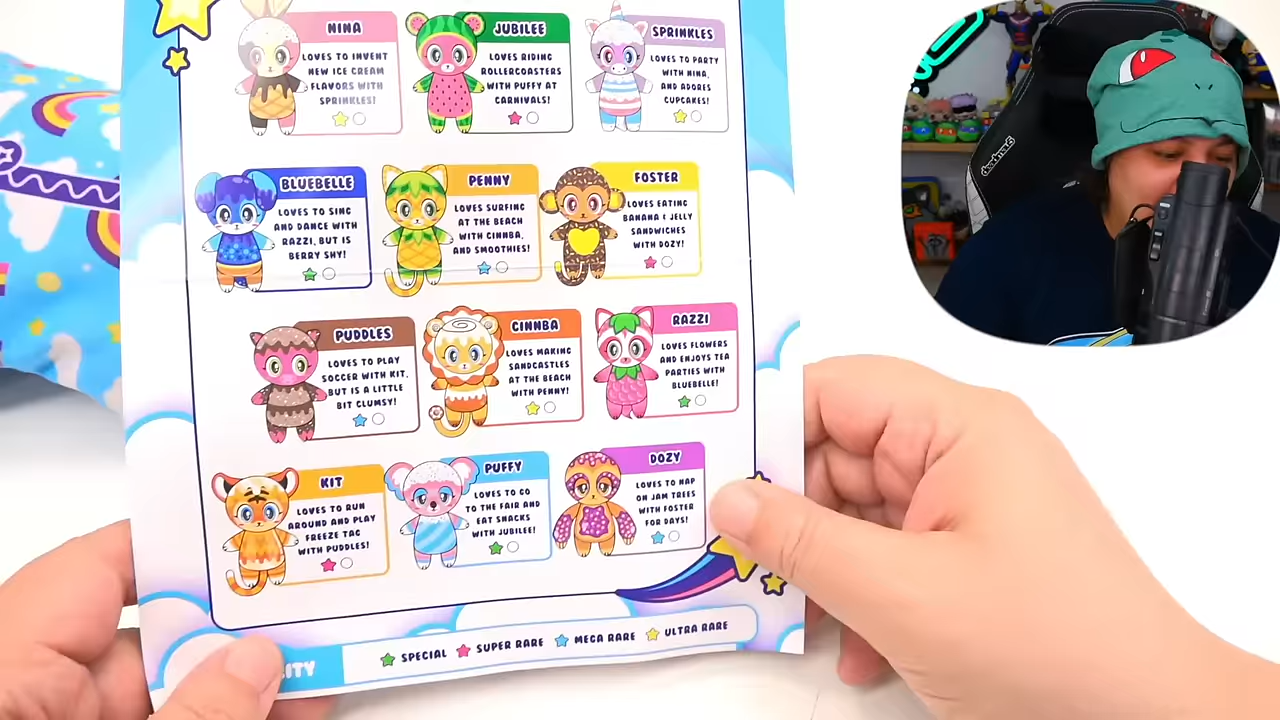 NINA
LOVES TO INVENT
NEW ICE CREAM
FLAVORS WITH
SPRINKLES!
JUBILEE
LOVES RIDING
ROLLERCOASTERS
WITH PUFFY AT
CARNIVALS!
SPRINKLES
LOVES TO PARTY
WITH NINA,
AND ADORES
CUPCAKES!
BLUEBELLE
LOVES TO SING
AND DANCE WITH
RAZZI, BUT IS
BERRY SHY!
PENNY
LOVES SURFING
AT THE BEACH
WITH CINNBA,
AND SMOOTHIES!
FOSTER
LOVES EATING
BANANA & JELLY
SANDWICHES
WITH DOZY!
PUDDLES
LOVES TO PLAY
SOCCER WITH KIT,
BUT IS A LITTLE
BIT CLUMSY!
CINNBA
LOVES MAKING
SANDCASTLES
AT THE BEACH
WITH PENNY!
RAZZI
LOVES FLOWERS
AND ENJOYS TEA
PARTIES WITH
BLUEBELLE!
KIT
LOVES TO RUN
AROUND AND PLAY
FREEZE TAG
WITH PUDDLES!
PUFFY
LOVES TO GO
TO THE FAIR AND
EAT SNACKS
WITH JUBILEE!
DOZY
LOVES TO NAP
ON JAM TREES
WITH FOSTER
FOR DAYS!
ITY
SPECIAL SUPER RARE MEGA RARE ULTRA RARE